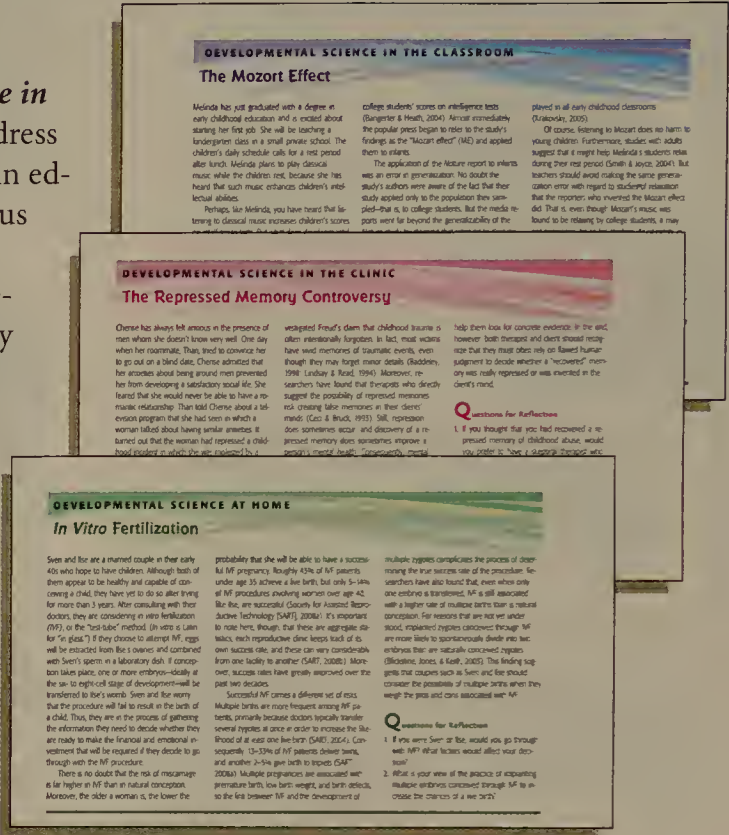 e in
dress
n ed-
us
y
DEVELOPMENTAL SCIENCE IN THE CLASSROOM
The Mozart Effect
Melinda has just graduated with a degree in
early childhood education and is excited about
starting her first job. She will be teaching a
kindergarten class in a small private school. The
children's daily schedule calls for a rest period
after lunch. Melinda plans to play classical
music while the children rest, because she has
heard that such music enhances children's intel-
lectual abilities.
Perhaps, like Melinda, you have heard that lis-
tening to classical music increases children's scores
college students' scores on intelligence tests
(Bangerter & Heath, 2004). Almost immediately
the popular press began to refer to the study's
findings as the "Mozart effect" (ME) and applied
them to infants.
The application of the Nature report to infants
was an error in generalization. No doubt the
study's authors were aware of the fact that their
study applied only to the population they sam-
pled—that is, to college students. But the media re-
ports went far beyond the generalizability of the
played in all early childhood classrooms
(Krakovsky, 2005).
Of course, listening to Mozart does no harm to
young children. Furthermore, studies with adults
suggest that it might help Melinda's students relax
during their rest period (Smith & Joyce, 2004). But
teachers should avoid making the same generali-
zation error with regard to students' relaxation
that the reporters who invented the Mozart effect
did. That is, even though Mozart's music was
found to be relaxing by college students, it may
DEVELOPMENTAL SCIENCE IN THE CLINIC
The Repressed Memory Controversy
Cherise has always felt anxious in the presence of
men whom she doesn't know very well. One day
when her roommate, Than, tried to convince her
to go out on a blind date, Cherise admitted that
her anxieties about being around men prevented
her from developing a satisfactory social life. She
feared that she would never be able to have a ro-
mantic relationship. Than told Cherise about a tel-
evision program that she had seen in which a
woman talked about having similar anxieties. It
turned out that the woman had repressed a child-
hood incident in which she was molested by a
vestigated Freud's claim that childhood trauma is
often intentionally forgotten. In fact, most victims
have vivid memories of traumatic events, even
though they may forget minor details (Baddeley,
1998; Lindsay & Read, 1994). Moreover, re-
searchers have found that therapists who directly
suggest the possibility of repressed memories
risk creating false memories in their clients'
minds (Ceci & Bruck, 1993). Still, repression
does sometimes occur and discovery of a re-
pressed memory does sometimes improve a
person's mental health. Consequently, mental
help them look for concrete evidence. In the end,
however both therapist and client should recog-
nize that they must often rely on flawed human
judgment to decide whether a "recovered" mem-
ory was really repressed or was invented in the
client's mind.
Questions for Reflection
1. If you thought that you had recovered a re-
pressed memory of childhood abuse, would
you prefer to have a skeptical therapist who
DEVELOPMENTAL SCIENCE AT HOME
In Vitro Fertilization
Sven and Ilse are a married couple in their early
40s who hope to have children. Although both of
them appear to be healthy and capable of con-
ceiving a child, they have yet to do so after trying
for more than 3 years. After consulting with their
doctors, they are considering in vitro fertilization
(IVF), or the "test-tube" method. (In vitro is Latin
for "in glass.") If they choose to attempt IVF, eggs
will be extracted from Ilse's ovaries and combined
with Sven's sperm in a laboratory dish. If concep-
tion takes place, one or more embryos—ideally at
the six- to eight-cell stage of development—will be
transferred to Ilse's womb. Sven and Ilse worry
that the procedure will fail to result in the birth of
a child. Thus, they are in the process of gathering
the information they need to decide whether they
are ready to make the financial and emotional in-
vestment that will be required if they decide to go
through with the IVF procedure.
There is no doubt that the risk of miscarriage
is far higher in IVF than in natural conception.
Moreover, the older a woman is, the lower the
probability that she will be able to have a success-
ful IVF pregnancy. Roughly 43% of IVF patients
under age 35 achieve a live birth, but only 5–14%
of IVF procedures involving women over age 42,
like Ilse, are successful (Society for Assisted Repro-
ductive Technology [SART], 2008a). It's important
to note here, though, that these are aggregate sta-
tistics, each reproductive clinic keeps track of its
own success rate, and these can vary considerably
from one facility to another (SART, 2008b). More-
over, success rates have greatly improved over the
past two decades.
Successful IVF carries a different set of risks.
Multiple births are more frequent among IVF pa-
tients, primarily because doctors typically transfer
several zygotes at once in order to increase the like-
lihood of at least one live birth (SART, 2004). Con-
sequently 13–33% of IVF patients deliver twins,
and another 2–5% give birth to triplets (SART
2008a). Multiple pregnancies are associated with
premature birth, low birth weight, and birth defects,
so the link between IVF and the development of
multiple zygotes complicates the process of deter-
mining the true success rate of the procedure. Re-
searchers have also found that, even when only
one embryo is transferred, IVF is still associated
with a higher rate of multiple births than is natural
conception. For reasons that are not yet under-
stood, implanted zygotes conceived through IVF
are more likely to spontaneously divide into two
embryos than are naturally conceived zygotes
(Blickstine, Jones, & Keith, 2005). This finding sug-
gests that couples such as Sven and Ilse should
consider the possibility of multiple births when they
weigh the pros and cons associated with IVF.
Questions for Reflection
1 If you were Sven or Ilse, would you go through
with IVF? What factors would affect your deci-
sion?
2. What is your view of the practice of implanting
multiple embryos conceived through IVF to in-
crease the chances of a live birth?